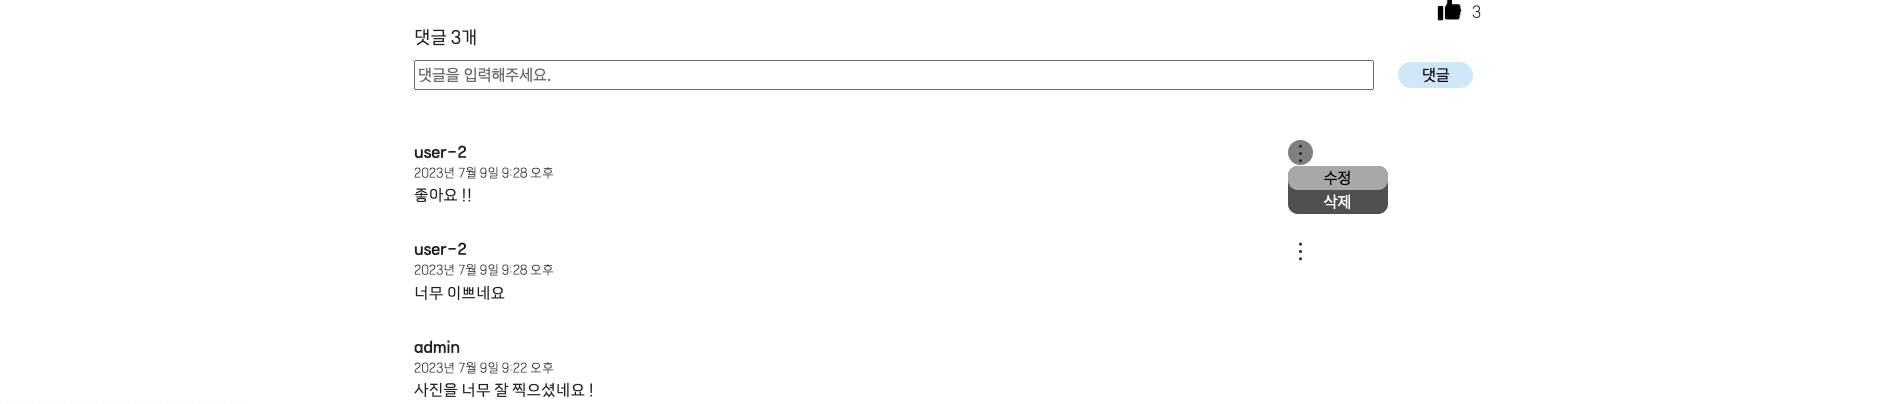 3
댓글 3개
댓글을 입력해주세요.
댓글
user-2
2023년 7월 9일 9:28 오후
좋아요 !!
수정
삭제
user-2
2023년 7월 9일 9:28 오후
너무 이쁘네요
admin
2023년 7월 9일 9:22 오후
사진을 너무 잘 찍으셨네요 !